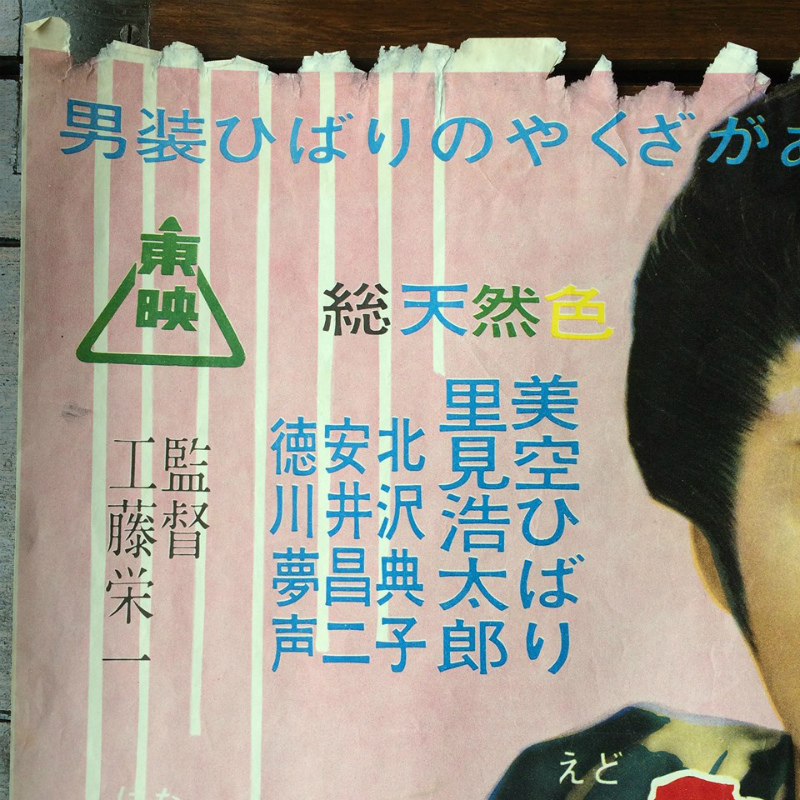 男装ひばりのやくざが
東映
総天然色
美空ひばり
里見浩太郎
北沢典子
安井昌二
徳川夢声
監督
工藤栄一
えど